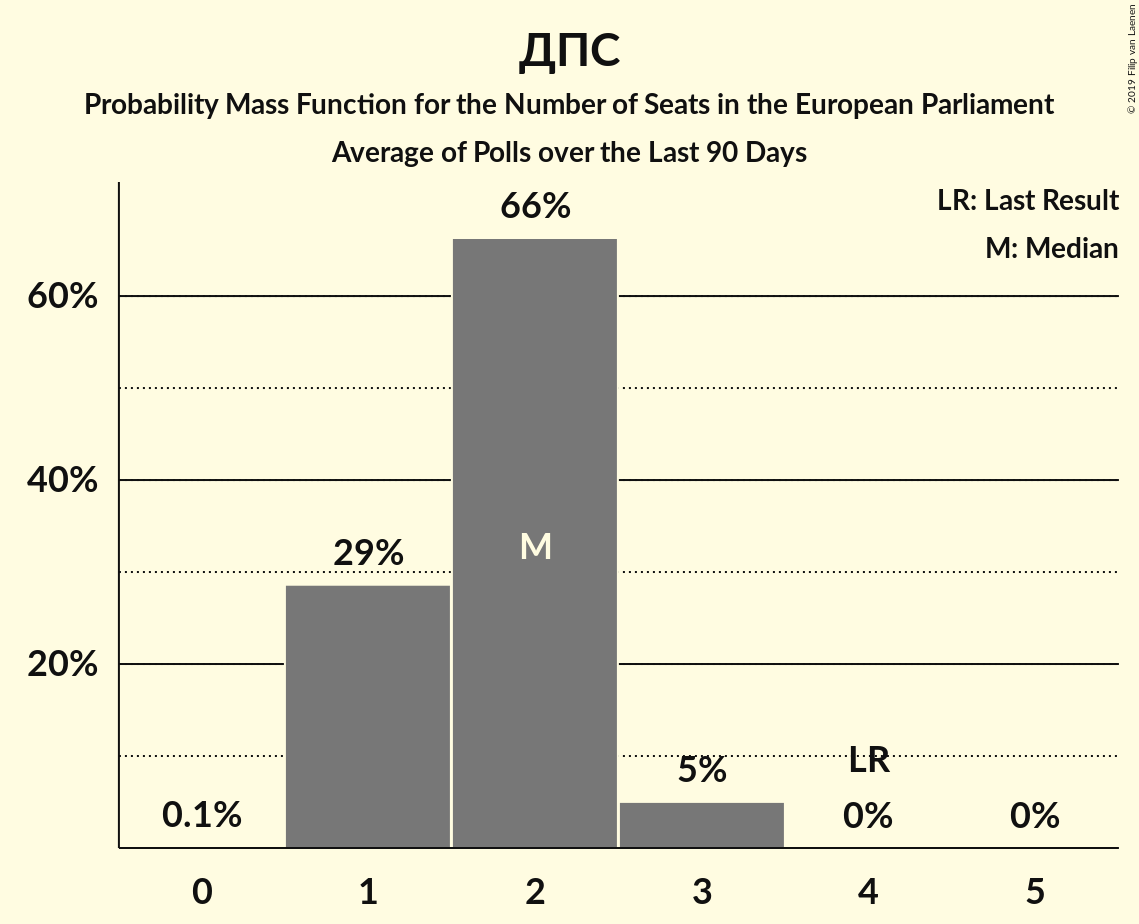 ДПС
Probability Mass Function for the Number of Seats in the European Parliament
Average of Polls over the Last 90 Days
© 2019 Filip van Laenen
LR: Last Result
M: Median
66%
60%
40%
29%
M
20%
5%
LR
0.1%
0%
0%
0 1 2 3 4 5